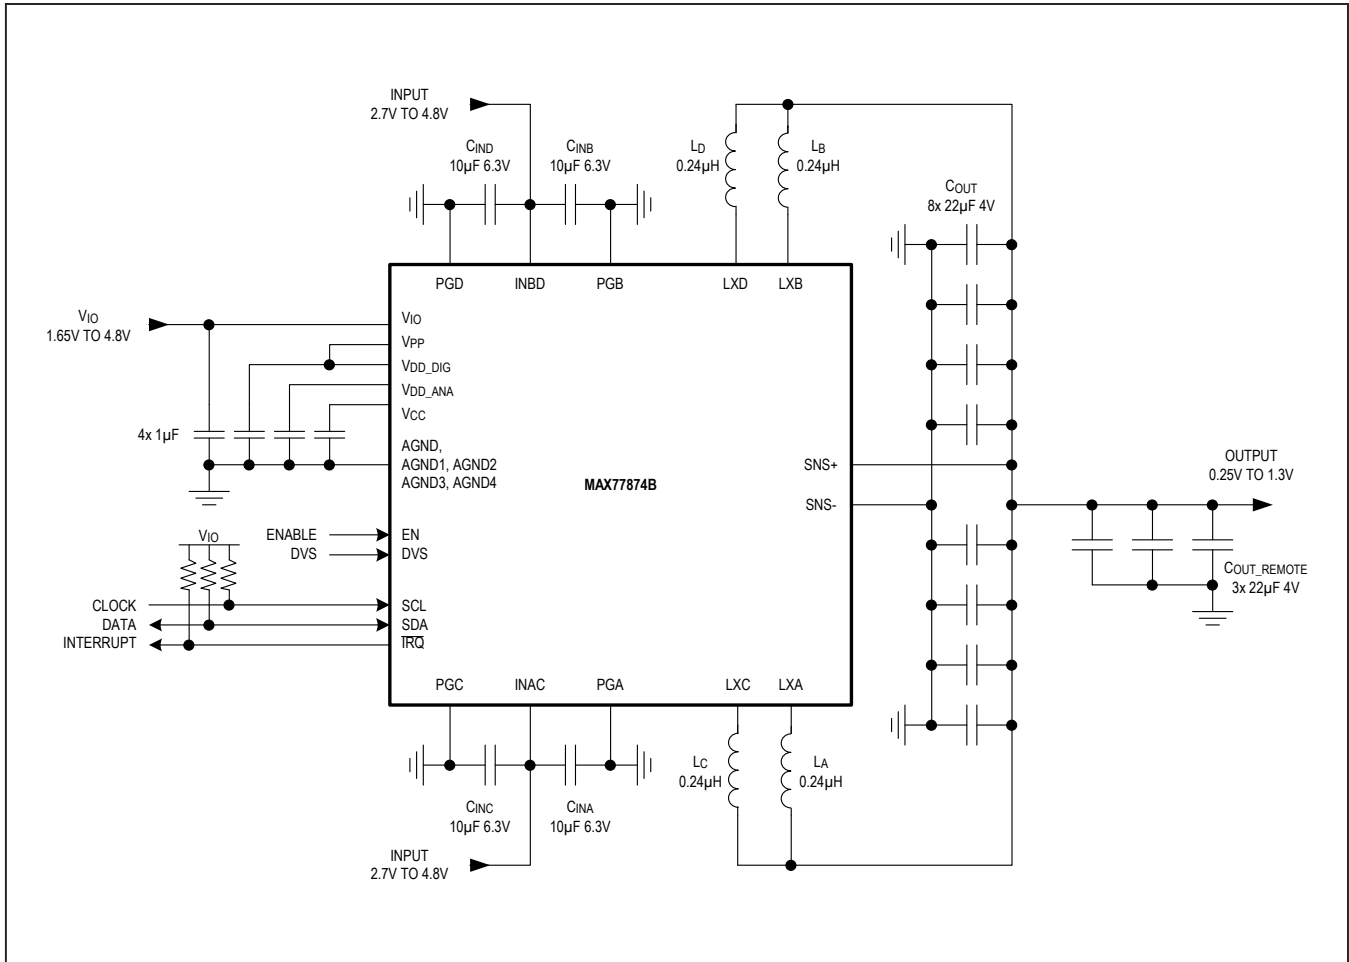 INPUT
2.7V TO 4.8V
CIND
10µF 6.3V
CINB
10µF 6.3V
LD
0.24µH
LB
0.24µH
COUT
8x 22µF 4V
PGD
INBD
PGB
LXD
LXB
VIO
1.65V TO 4.8V
VIO
VPP
VDD_DIG
VDD_ANA
VCC
4x 1µF
AGND,
AGND1, AGND2
AGND3, AGND4
MAX77874B
SNS+
SNS-
OUTPUT
0.25V TO 1.3V
VIO
ENABLE
EN
DVS
DVS
COUT_REMOTE
3x 22µF 4V
CLOCK
SCL
DATA
SDA
INTERRUPT
IRQ
PGC
INAC
PGA
LXC
LXA
LC
0.24µH
LA
0.24µH
CINC
10µF 6.3V
CINA
10µF 6.3V
INPUT
2.7V TO 4.8V